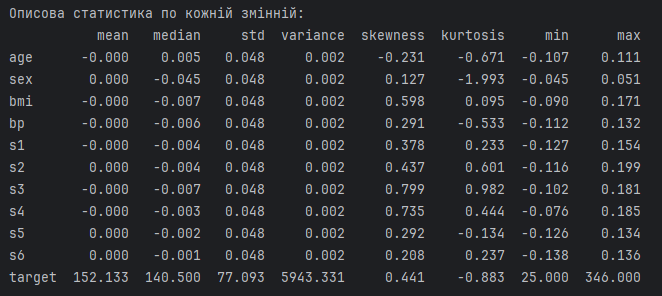 Описова статистика по кожній змінній:
mean median std variance skewness kurtosis min max
age -0.000 0.005 0.048 0.002 -0.231 -0.671 -0.107 0.111
sex 0.000 -0.045 0.048 0.002 0.127 -1.993 -0.045 0.051
bmi -0.000 -0.007 0.048 0.002 0.598 0.095 -0.090 0.171
bp -0.000 -0.006 0.048 0.002 0.291 -0.533 -0.112 0.132
s1 -0.000 -0.004 0.048 0.002 0.378 0.233 -0.127 0.154
s2 0.000 -0.004 0.048 0.002 0.437 0.601 -0.116 0.199
s3 -0.000 -0.007 0.048 0.002 0.799 0.982 -0.102 0.181
s4 -0.000 -0.003 0.048 0.002 0.735 0.444 -0.076 0.185
s5 0.000 -0.002 0.048 0.002 0.292 -0.134 -0.126 0.134
s6 0.000 -0.001 0.048 0.002 0.208 0.237 -0.138 0.136
target 152.133 140.500 77.093 5943.331 0.441 -0.883 25.000 346.000